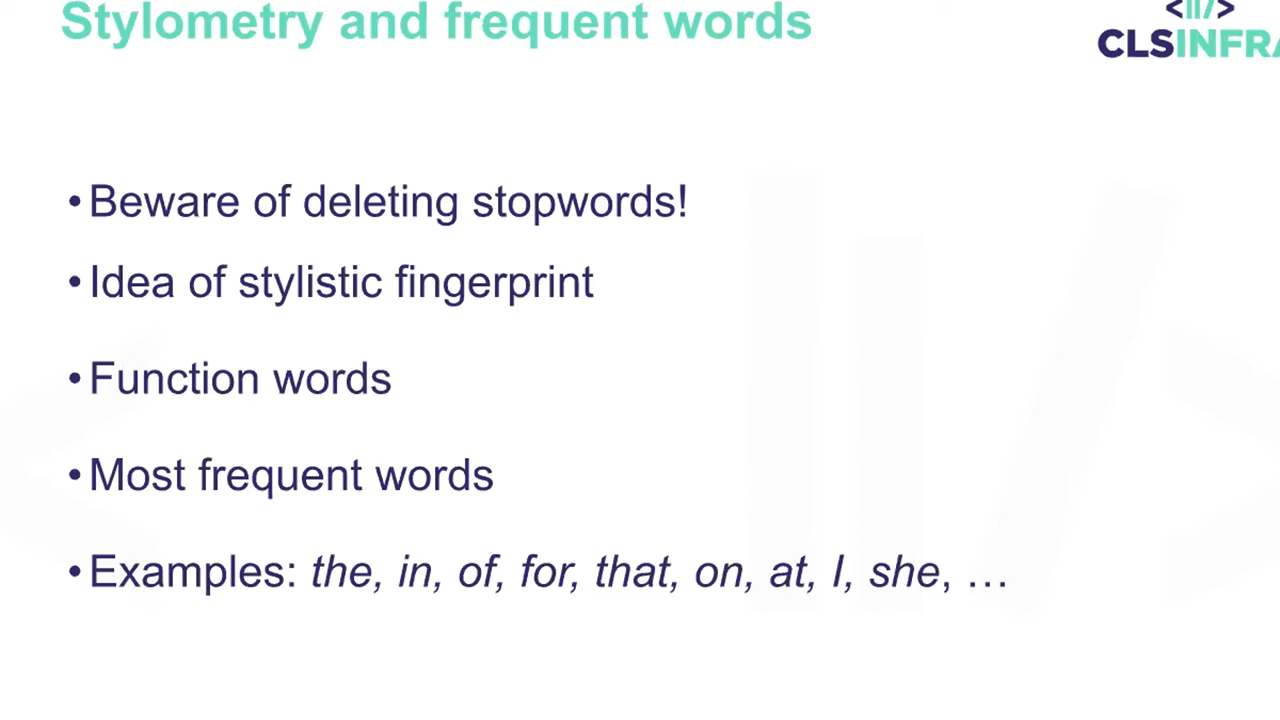 Stylometry and frequent words
<//>
CLSINFRA
• Beware of deleting stopwords!
• Idea of stylistic fingerprint
• Function words
• Most frequent words
• Examples: the, in, of, for, that, on, at, I, she, …